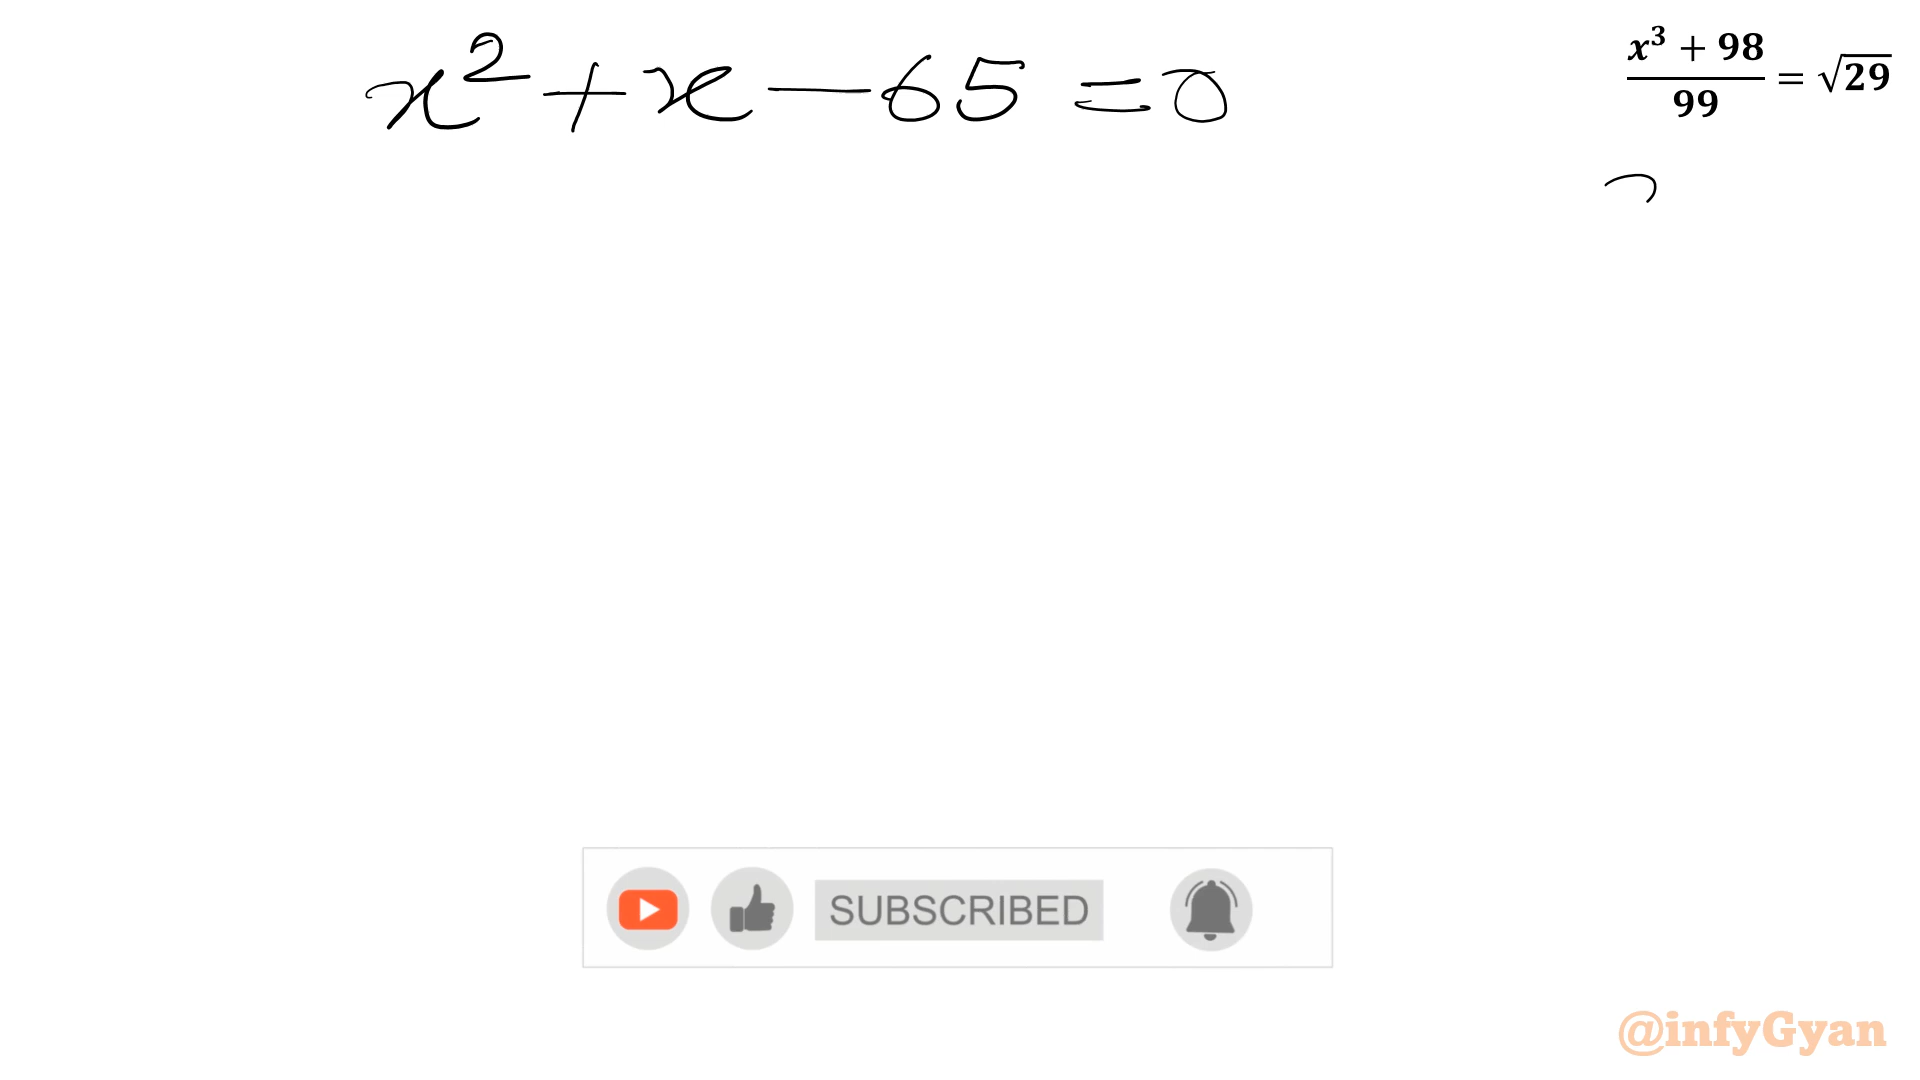 x² + x − 65 = 0
x³ + 98 / 99 = √29
SUBSCRIBED
@infyGyan